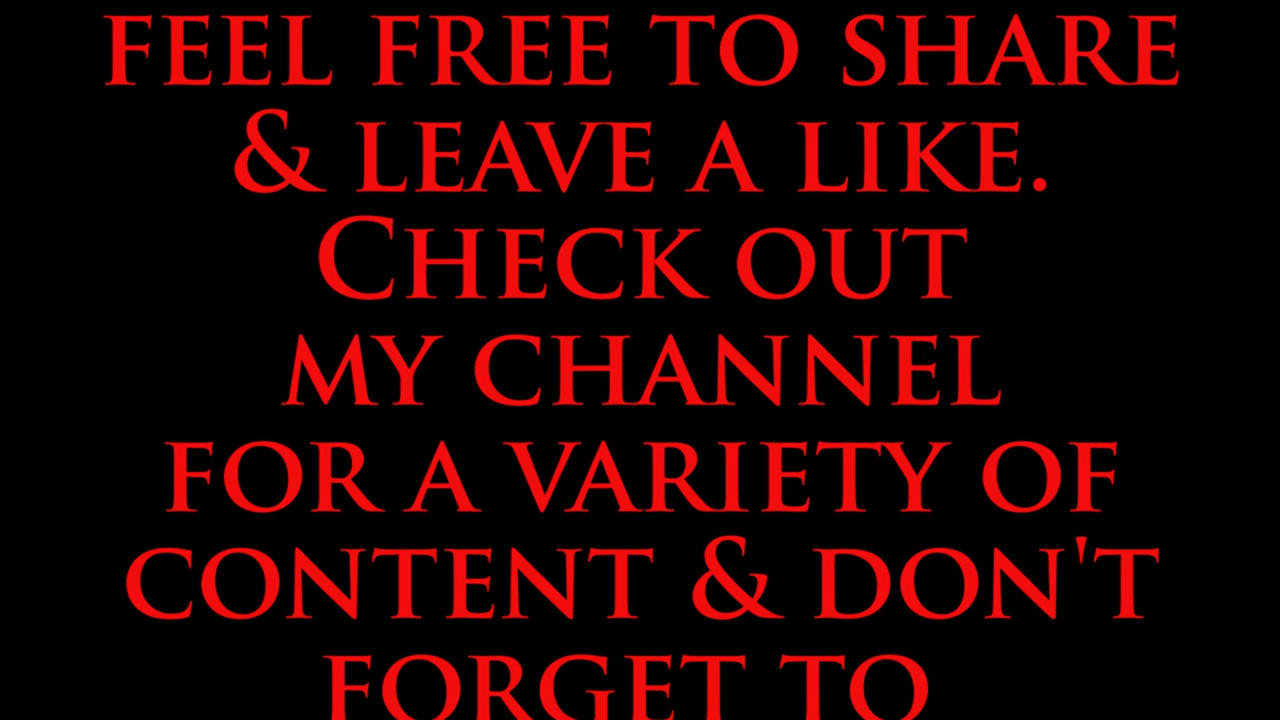 FEEL FREE TO SHARE
& LEAVE A LIKE.
CHECK OUT
MY CHANNEL
FOR A VARIETY OF
CONTENT & DON'T
FORGET TO